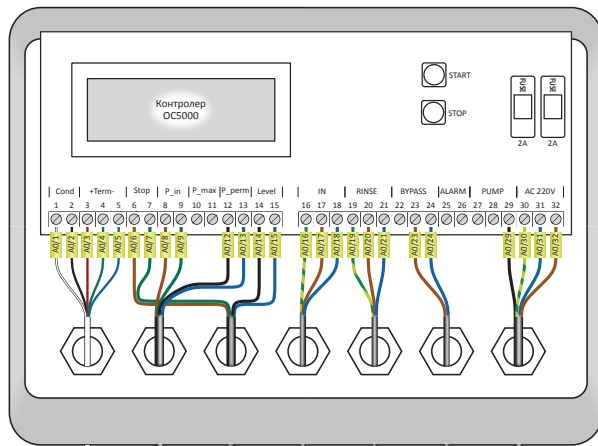 Контролер
ОС5000
START
STOP
FUSE FUSE
2A 2A
Cond +Term- Stop P_in P_max P_perm Level IN RINSE BYPASS ALARM PUMP AC 220V
1 2 3 4 5 6 7 8 9 10 11 12 13 14 15 16 17 18 19 20 21 22 23 24 25 26 27 28 29 30 31 32
A0/1 A0/2 A0/3 A0/4 A0/5 A0/6 A0/7 A0/8 A0/9 A0/12 A0/13 A0/14 A0/15 A0/16 A0/17 A0/18 A0/19 A0/20 A0/21 A0/23 A0/24 A0/29 A0/30 A0/31 A0/32